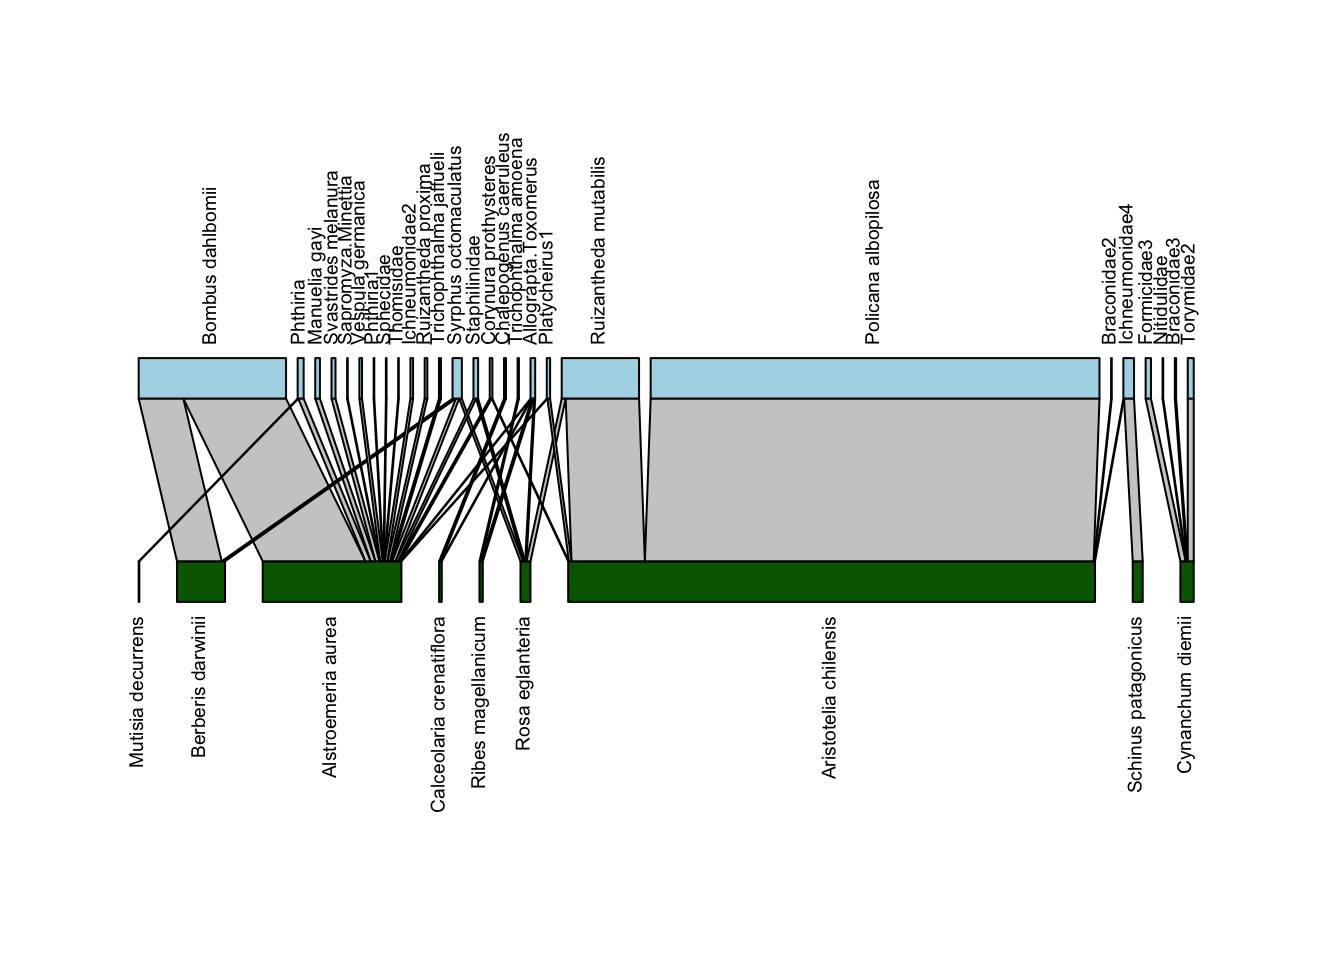 Bombus dahlbomii
Phthiria
Manuelia gayi
Svastrides melanura
Sapromyza.Minettia
Vespula germanica
Phthiria1
Sphecidae
Thomisidae
Ichneumonidae2
Ruizantheda proxima
Trichophthalma jaffueli
Syrphus octomaculatus
Staphilinidae
Corynura prothysteres
Chalepogenus caeruleus
Trichophthalma amoena
Allograpta.Toxomerus
Platycheirus1
Ruizantheda mutabilis
Policana albopilosa
Braconidae2
Ichneumonidae4
Formicidae3
Nitidulidae
Braconidae3
Torymidae2
Mutisia decurrens
Berberis darwinii
Alstroemeria aurea
Calceolaria crenatiflora
Ribes magellanicum
Rosa eglanteria
Aristotelia chilensis
Schinus patagonicus
Cynanchum diemii